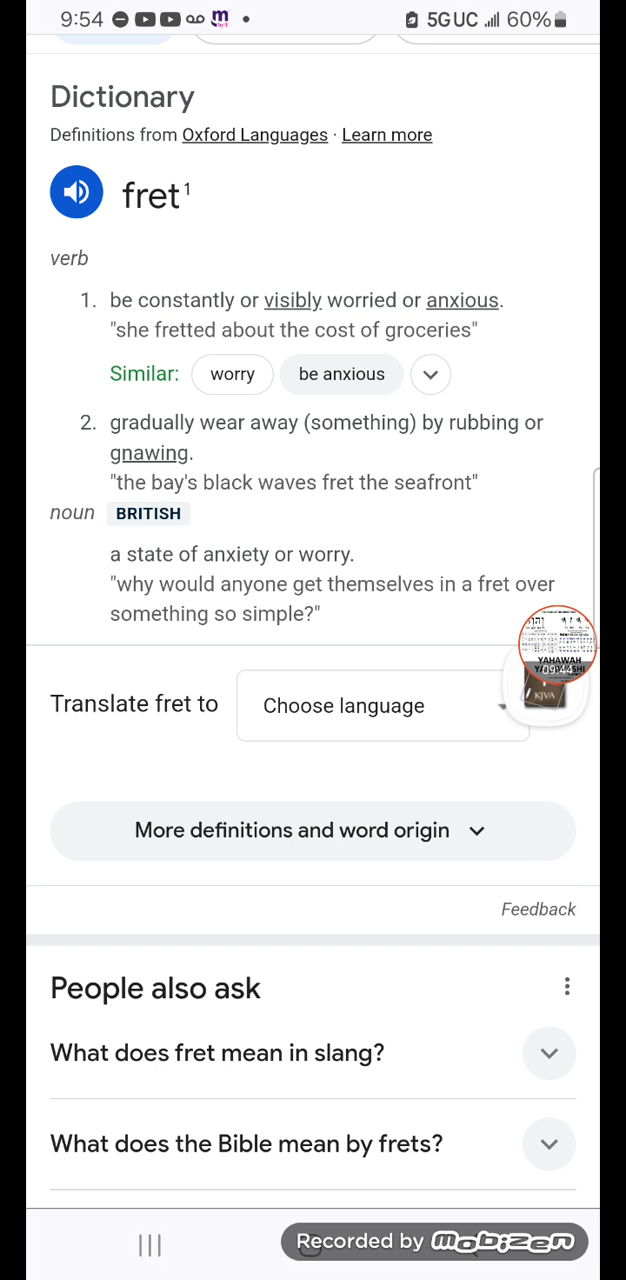 9:54 5G UC 60%
Dictionary
Definitions from Oxford Languages · Learn more
fret¹
verb
1. be constantly or visibly worried or anxious.
"she fretted about the cost of groceries"
Similar: worry be anxious
2. gradually wear away (something) by rubbing or
gnawing.
"the bay's black waves fret the seafront"
noun BRITISH
a state of anxiety or worry.
"why would anyone get themselves in a fret over
something so simple?"
YAHAWAH
09:44
KJVA
Translate fret to Choose language
More definitions and word origin
Feedback
People also ask
What does fret mean in slang?
What does the Bible mean by frets?
Recorded by mobizen